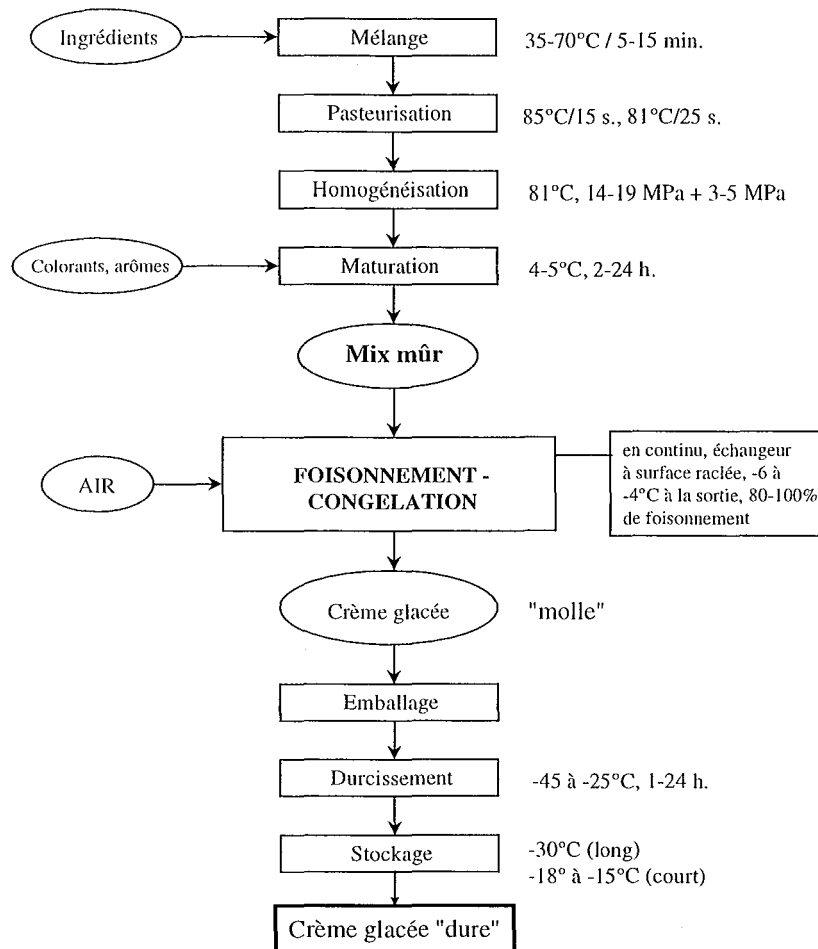 Ingrédients
Mélange
35-70°C / 5-15 min.
Pasteurisation
85°C/15 s., 81°C/25 s.
Homogénéisation
81°C, 14-19 MPa + 3-5 MPa
Colorants, arômes
Maturation
4-5°C, 2-24 h.
Mix mûr
AIR
FOISONNEMENT -
CONGELATION
en continu, échangeur
à surface raclée, -6 à
-4°C à la sortie, 80-100%
de foisonnement
Crème glacée
"molle"
Emballage
Durcissement
-45 à -25°C, 1-24 h.
Stockage
-30°C (long)
-18° à -15°C (court)
Crème glacée "dure"